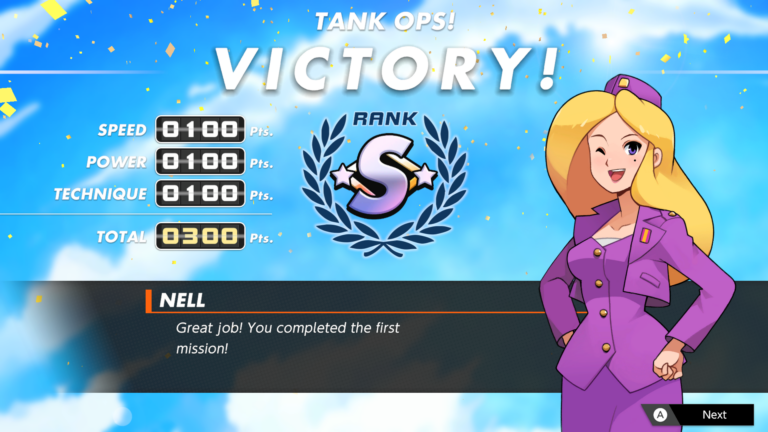 TANK OPS!
VICTORY!
RANK
S
SPEED 0100 Pts.
POWER 0100 Pts.
TECHNIQUE 0100 Pts.
TOTAL 0300 Pts.
NELL
Great job! You completed the first
mission!
A Next